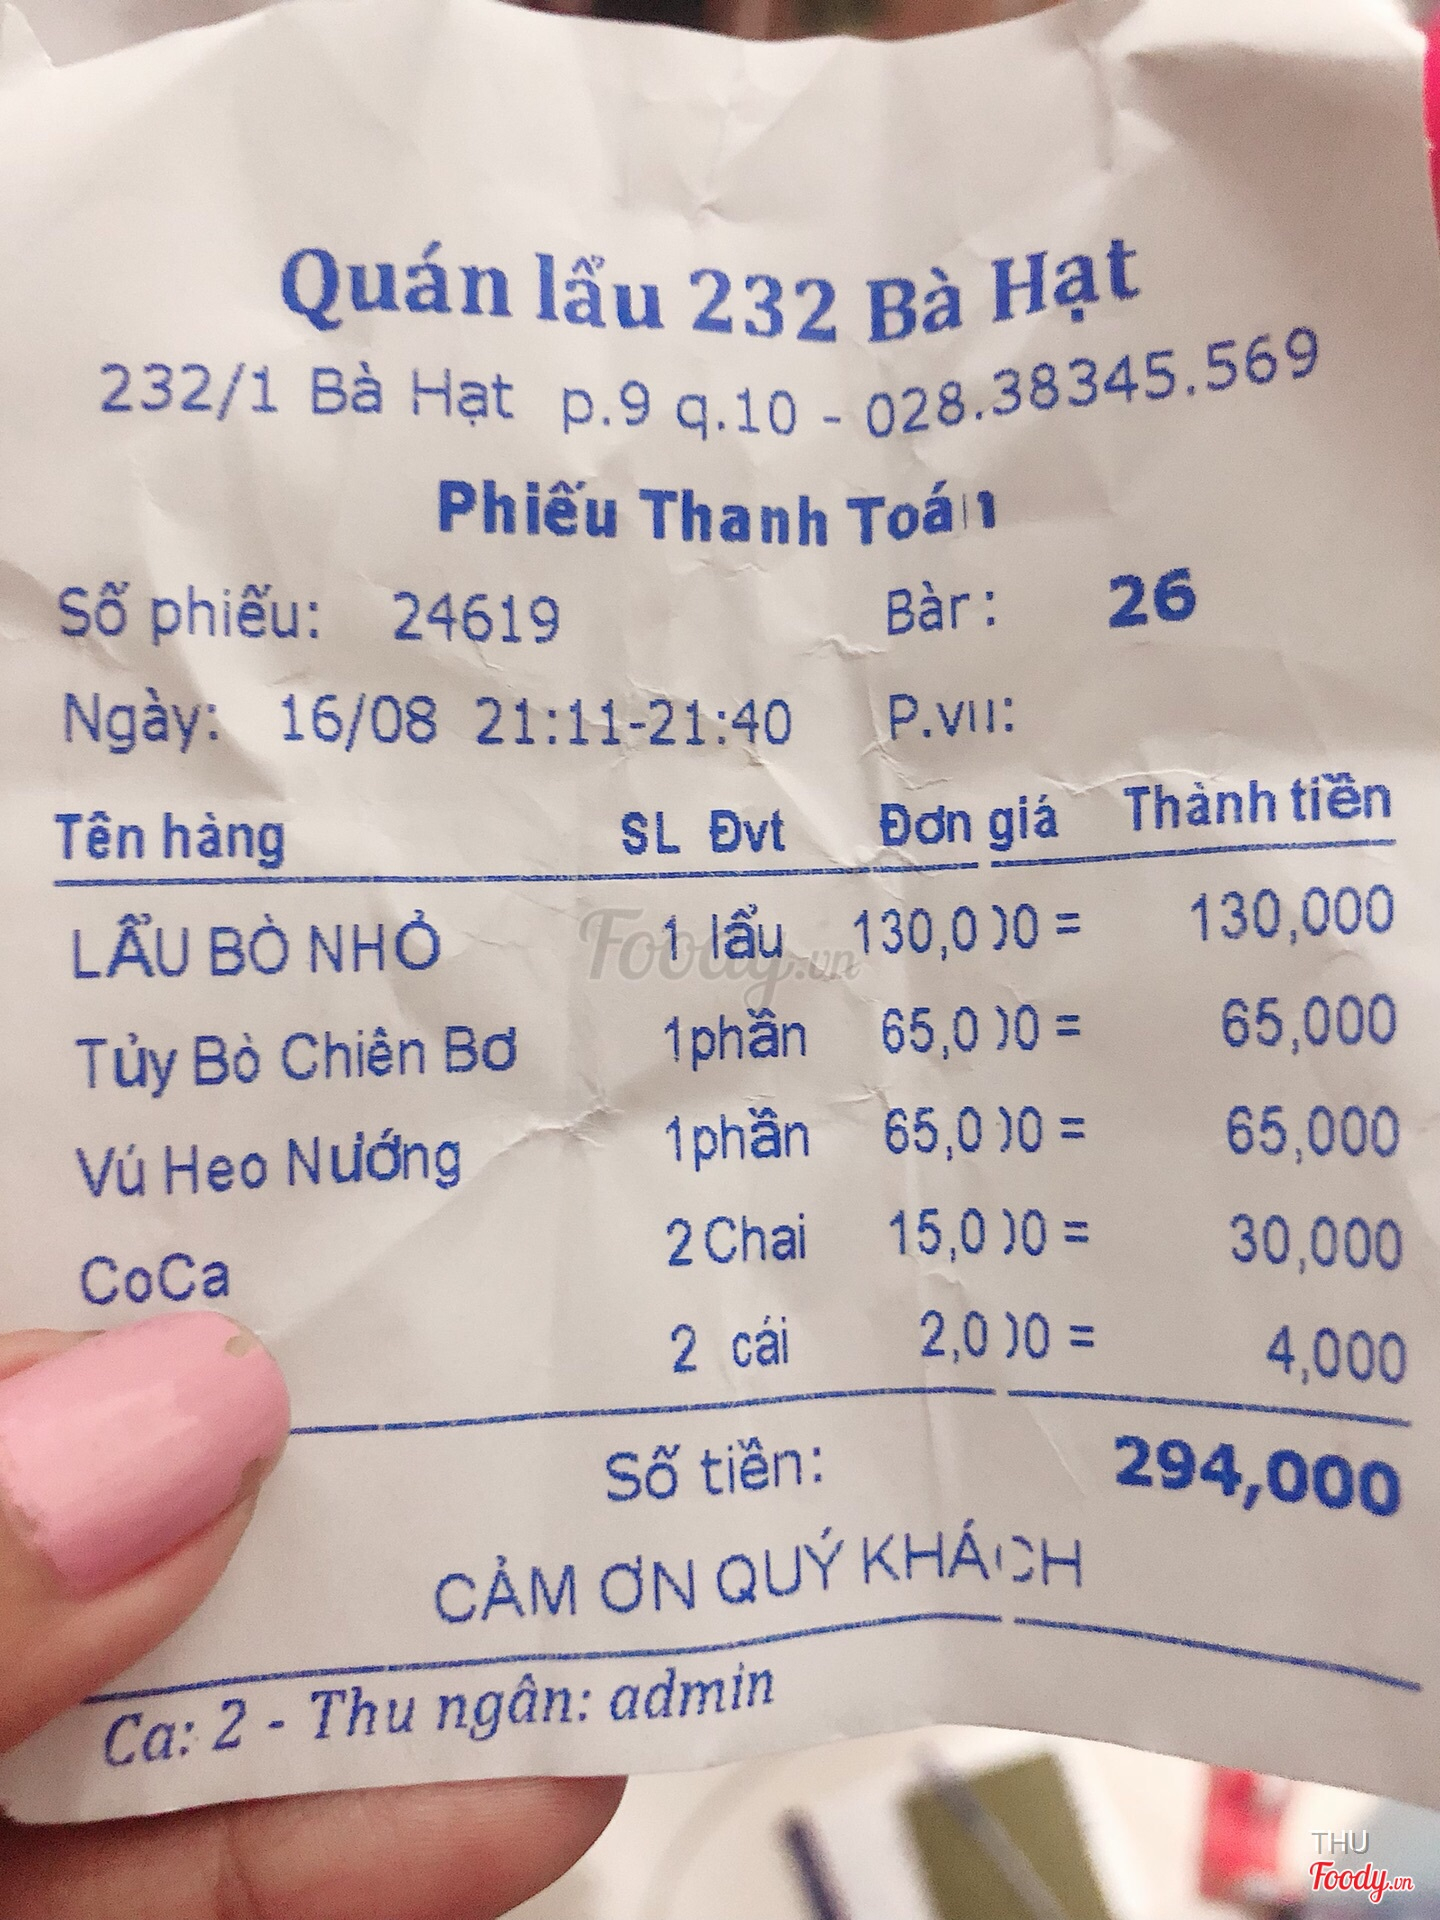 Quán lẩu 232 Bà Hạt
232/1 Bà Hạt p.9 q.10 - 028.38345.569
Phiếu Thanh Toán
Số phiếu: 24619 Bàn: 26
Ngày: 16/08 21:11-21:40 P.vụ:
Tên hàng SL Đvt Đơn giá Thành tiền
LẨU BÒ NHỎ 1 lẩu 130,000 = 130,000
Tủy Bò Chiên Bơ 1 phần 65,000 = 65,000
Vú Heo Nướng 1 phần 65,000 = 65,000
CoCa 2 Chai 15,000 = 30,000
2 cái 2,000 = 4,000
Số tiền: 294,000
CẢM ƠN QUÝ KHÁCH
Ca: 2 - Thu ngân: admin
Foody.vn
THU
Foody.vn